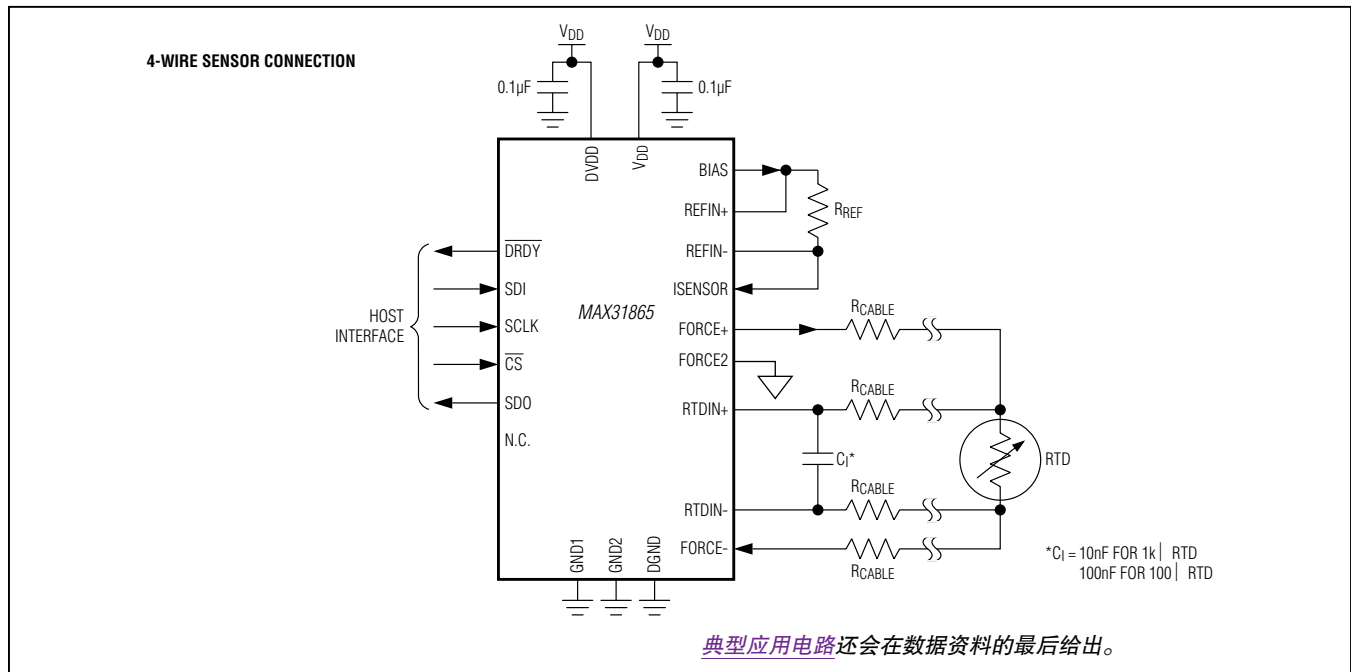 4-WIRE SENSOR CONNECTION
VDD
VDD
0.1µF
0.1µF
DVDD
VDD
BIAS
REFIN+
RREF
REFIN-
ISENSOR
MAX31865
HOST
INTERFACE
DRDY
SDI
SCLK
CS
SDO
N.C.
FORCE+
RCABLE
FORCE2
RTDIN+
RCABLE
CI*
RTD
RTDIN-
RCABLE
FORCE-
RCABLE
GND1
GND2
DGND
*CI = 10nF FOR 1k| RTD
100nF FOR 100| RTD
典型应用电路还会在数据资料的最后给出。